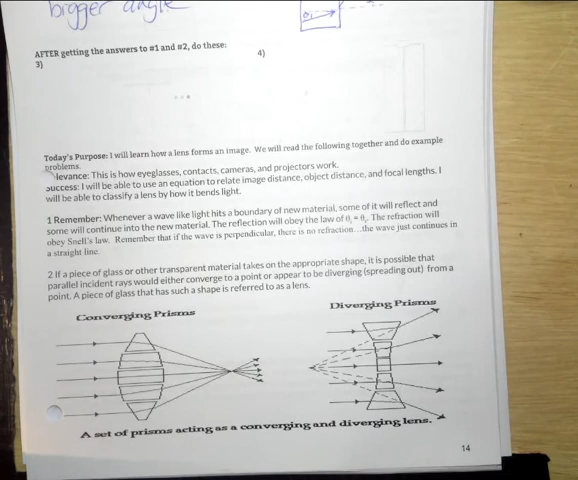 bigger angle
AFTER getting the answers to #1 and #2, do these:
3)
4)
Today's Purpose: I will learn how a lens forms an image. We will read the following together and do example
problems.
levance: This is how eyeglasses, contacts, cameras, and projectors work.
success: I will be able to use an equation to relate image distance, object distance, and focal lengths. I
will be able to classify a lens by how it bends light.
1 Remember: Whenever a wave like light hits a boundary of new material, some of it will reflect and
some will continue into the new material. The reflection will obey the law of θi = θr. The refraction will
obey Snell's law. Remember that if the wave is perpendicular, there is no refraction...the wave just continues in
a straight line.
2 If a piece of glass or other transparent material takes on the appropriate shape, it is possible that
parallel incident rays would either converge to a point or appear to be diverging (spreading out) from a
point. A piece of glass that has such a shape is referred to as a lens.
Converging Prisms
Diverging Prisms
A set of prisms acting as a converging and diverging lens.
14